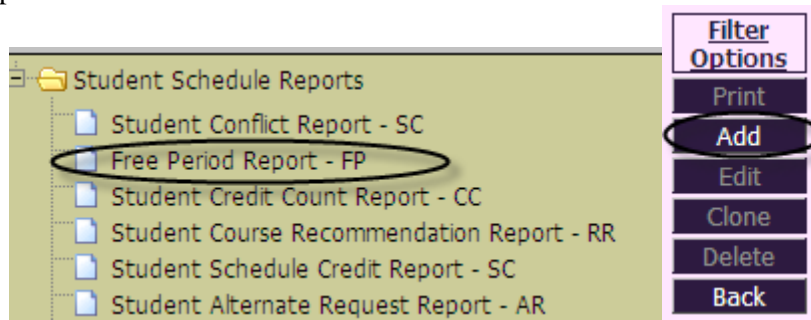 Student Schedule Reports
Student Conflict Report - SC
Free Period Report - FP
Student Credit Count Report - CC
Student Course Recommendation Report - RR
Student Schedule Credit Report - SC
Student Alternate Request Report - AR
Filter
Options
Print
Add
Edit
Clone
Delete
Back